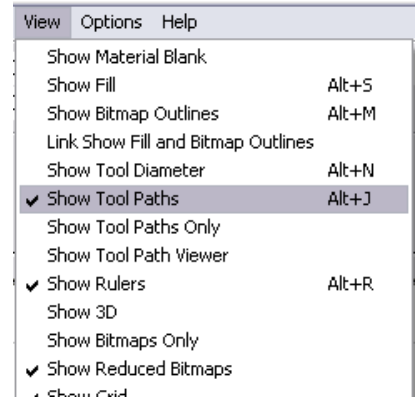 View Options Help
Show Material Blank
Show Fill Alt+S
Show Bitmap Outlines Alt+M
Link Show Fill and Bitmap Outlines
Show Tool Diameter Alt+N
Show Tool Paths Alt+J
Show Tool Paths Only
Show Tool Path Viewer
Show Rulers Alt+R
Show 3D
Show Bitmaps Only
Show Reduced Bitmaps
Show Grid